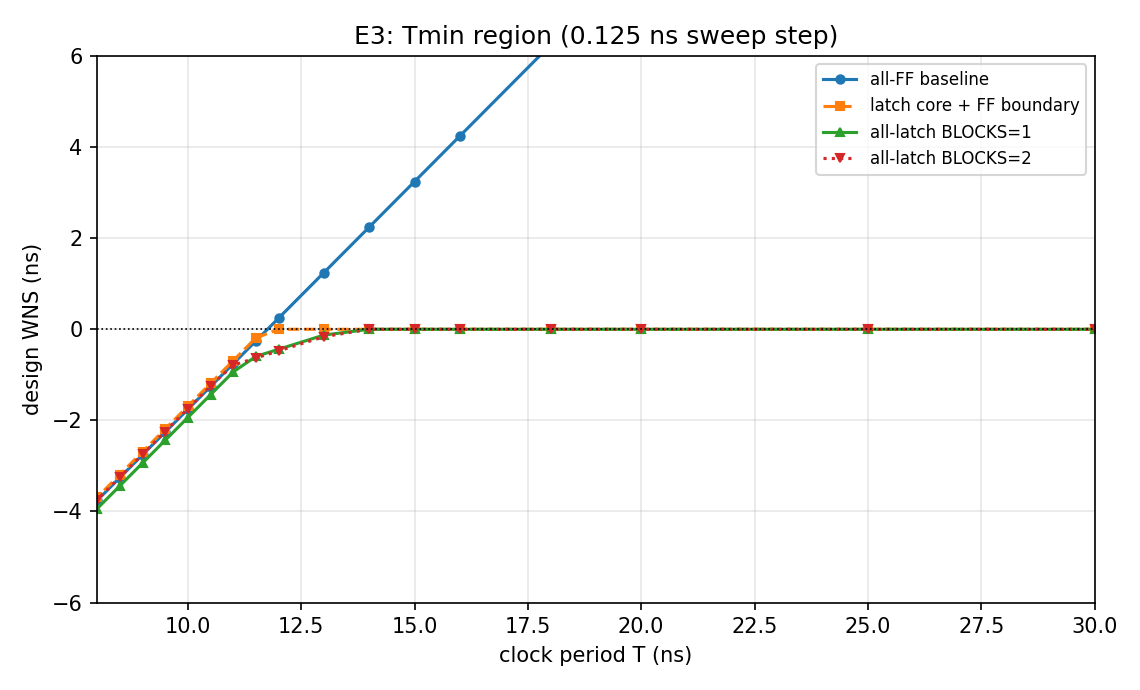 E3: Tmin region (0.125 ns sweep step)
all-FF baseline
latch core + FF boundary
all-latch BLOCKS=1
all-latch BLOCKS=2
design WNS (ns)
6
4
2
0
−2
−4
−6
10.0 12.5 15.0 17.5 20.0 22.5 25.0 27.5 30.0
clock period T (ns)